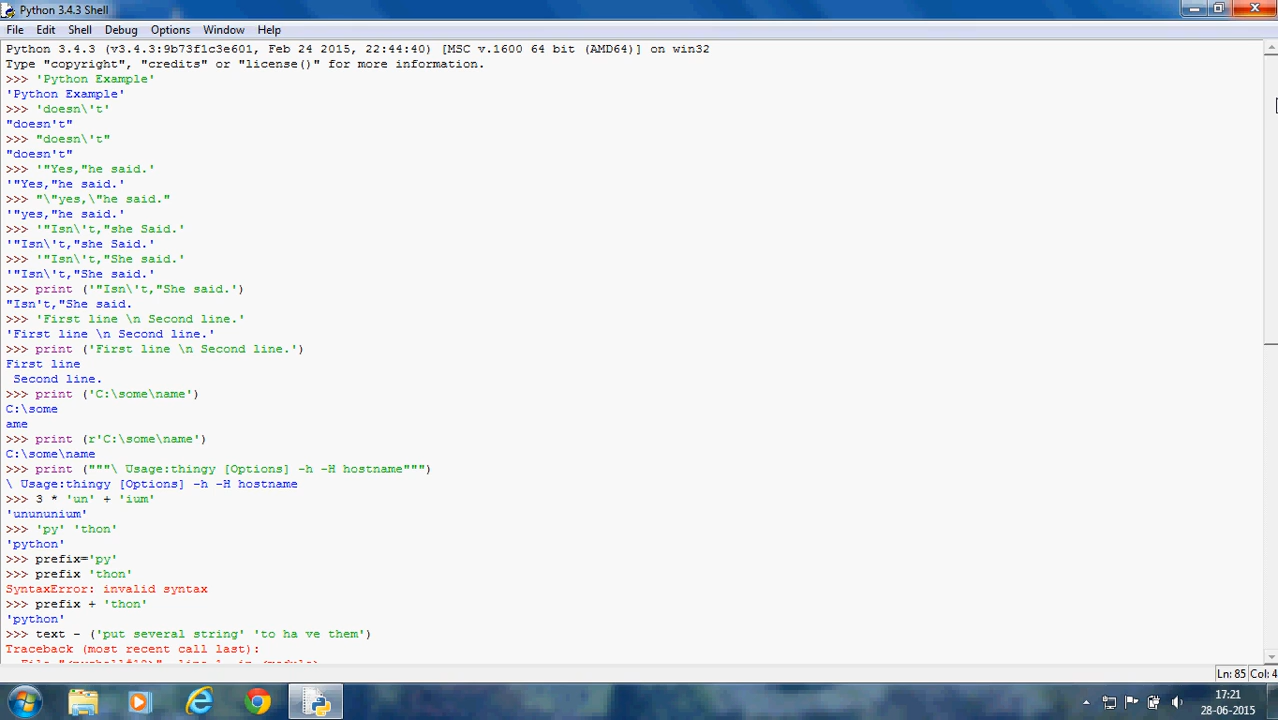 Python 3.4.3 Shell
File Edit Shell Debug Options Window Help
Python 3.4.3 (v3.4.3:9b73f1c3e601, Feb 24 2015, 22:44:40) [MSC v.1600 64 bit (AMD64)] on win32
Type "copyright", "credits" or "license()" for more information.
>>> 'Python Example'
'Python Example'
>>> 'doesn\'t'
"doesn't"
>>> "doesn\'t"
"doesn't"
>>> '"Yes,"he said.'
'"Yes,"he said.'
>>> "\"yes,\"he said."
'"yes,"he said.'
>>> '"Isn\'t,"she Said.'
'"Isn\'t,"she Said.'
>>> '"Isn\'t,"She said.'
'"Isn\'t,"She said.'
>>> print ('"Isn\'t,"She said.')
"Isn't,"She said.
>>> 'First line \n Second line.'
'First line \n Second line.'
>>> print ('First line \n Second line.')
First line
 Second line.
>>> print ('C:\some\name')
C:\some
ame
>>> print (r'C:\some\name')
C:\some\name
>>> print ("""\ Usage:thingy [Options] -h -H hostname""")
\ Usage:thingy [Options] -h -H hostname
>>> 3 * 'un' + 'ium'
'unununium'
>>> 'py' 'thon'
'python'
>>> prefix='py'
>>> prefix 'thon'
SyntaxError: invalid syntax
>>> prefix + 'thon'
'python'
>>> text - ('put several string' 'to ha ve them')
Traceback (most recent call last):
Ln: 85 Col: 4
17:21
28-06-2015